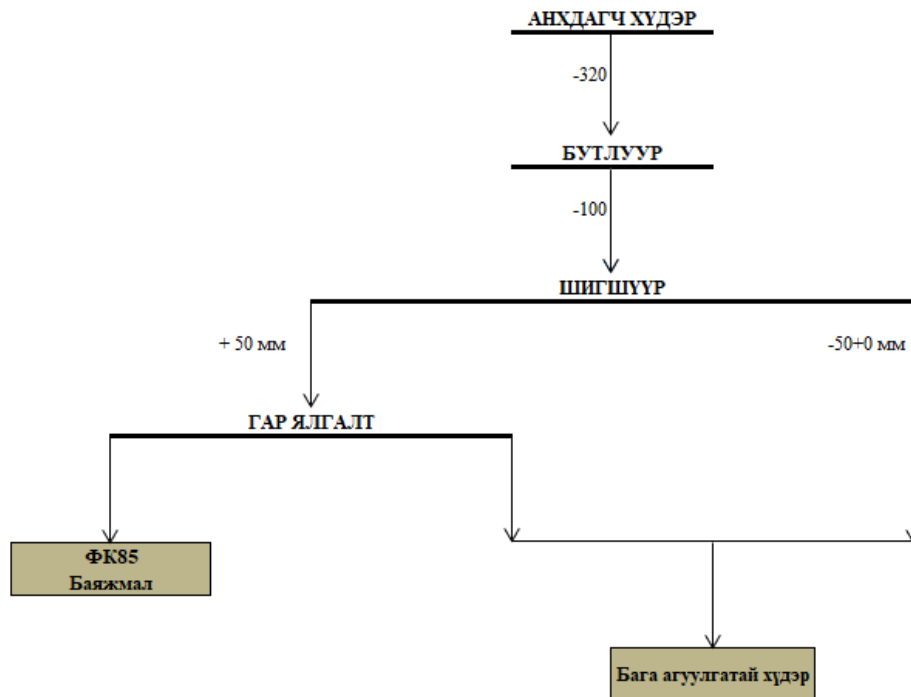 АНХДАГЧ ХҮДЭР
-320
БУТЛУУР
-100
ШИГШҮҮР
+ 50 мм
-50+0 мм
ГАР ЯЛГАЛТ
ФК85
Баяжмал
Бага агуулгатай хүдэр